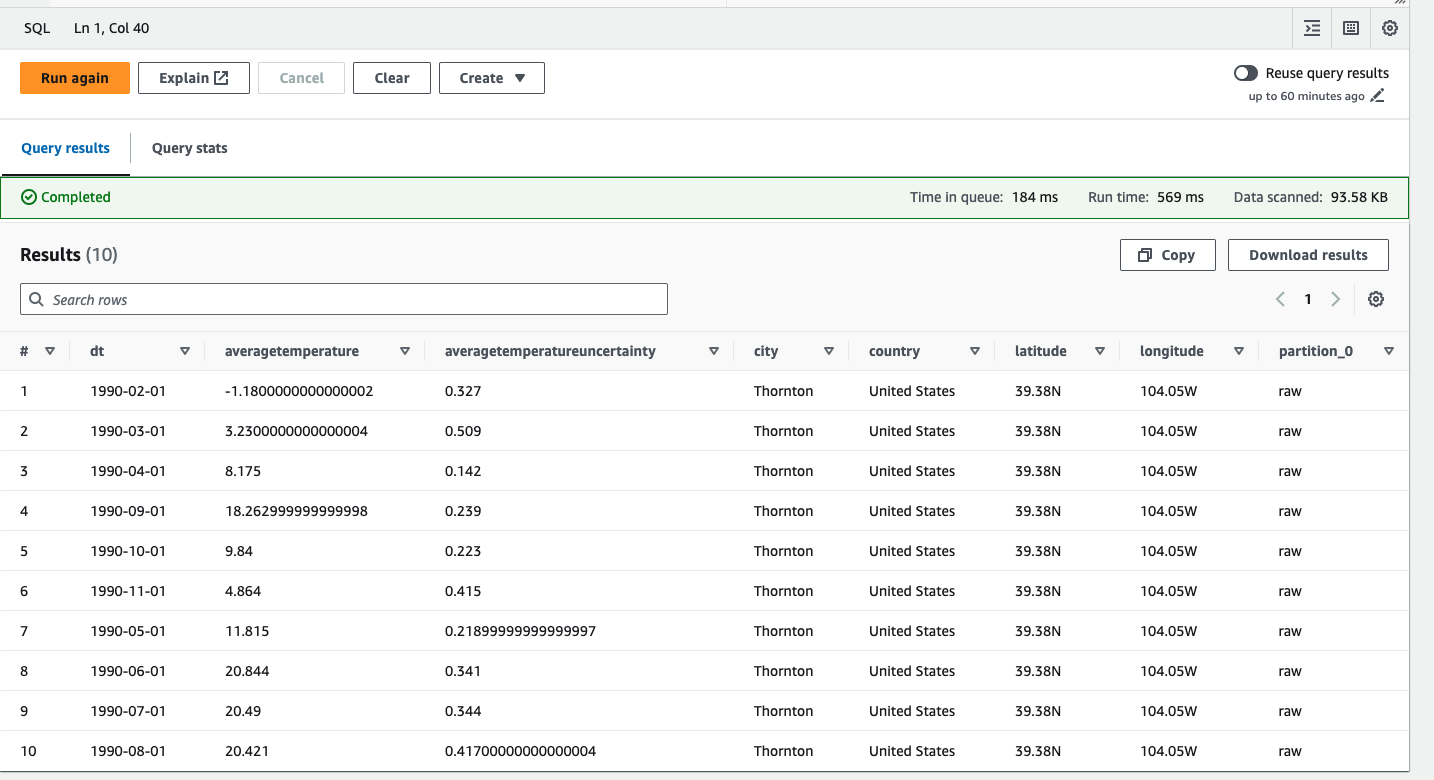 SQL Ln 1, Col 40
Run again Explain Cancel Clear Create Reuse query results
up to 60 minutes ago
Query results Query stats
Completed Time in queue: 184 ms Run time: 569 ms Data scanned: 93.58 KB
Results (10) Copy Download results
Search rows 1
# dt averagetemperature averagetemperatureuncertainty city country latitude longitude partition_0
1 1990-02-01 -1.1800000000000002 0.327 Thornton United States 39.38N 104.05W raw
2 1990-03-01 3.2300000000000004 0.509 Thornton United States 39.38N 104.05W raw
3 1990-04-01 8.175 0.142 Thornton United States 39.38N 104.05W raw
4 1990-09-01 18.262999999999998 0.239 Thornton United States 39.38N 104.05W raw
5 1990-10-01 9.84 0.223 Thornton United States 39.38N 104.05W raw
6 1990-11-01 4.864 0.415 Thornton United States 39.38N 104.05W raw
7 1990-05-01 11.815 0.21899999999999997 Thornton United States 39.38N 104.05W raw
8 1990-06-01 20.844 0.341 Thornton United States 39.38N 104.05W raw
9 1990-07-01 20.49 0.344 Thornton United States 39.38N 104.05W raw
10 1990-08-01 20.421 0.41700000000000004 Thornton United States 39.38N 104.05W raw